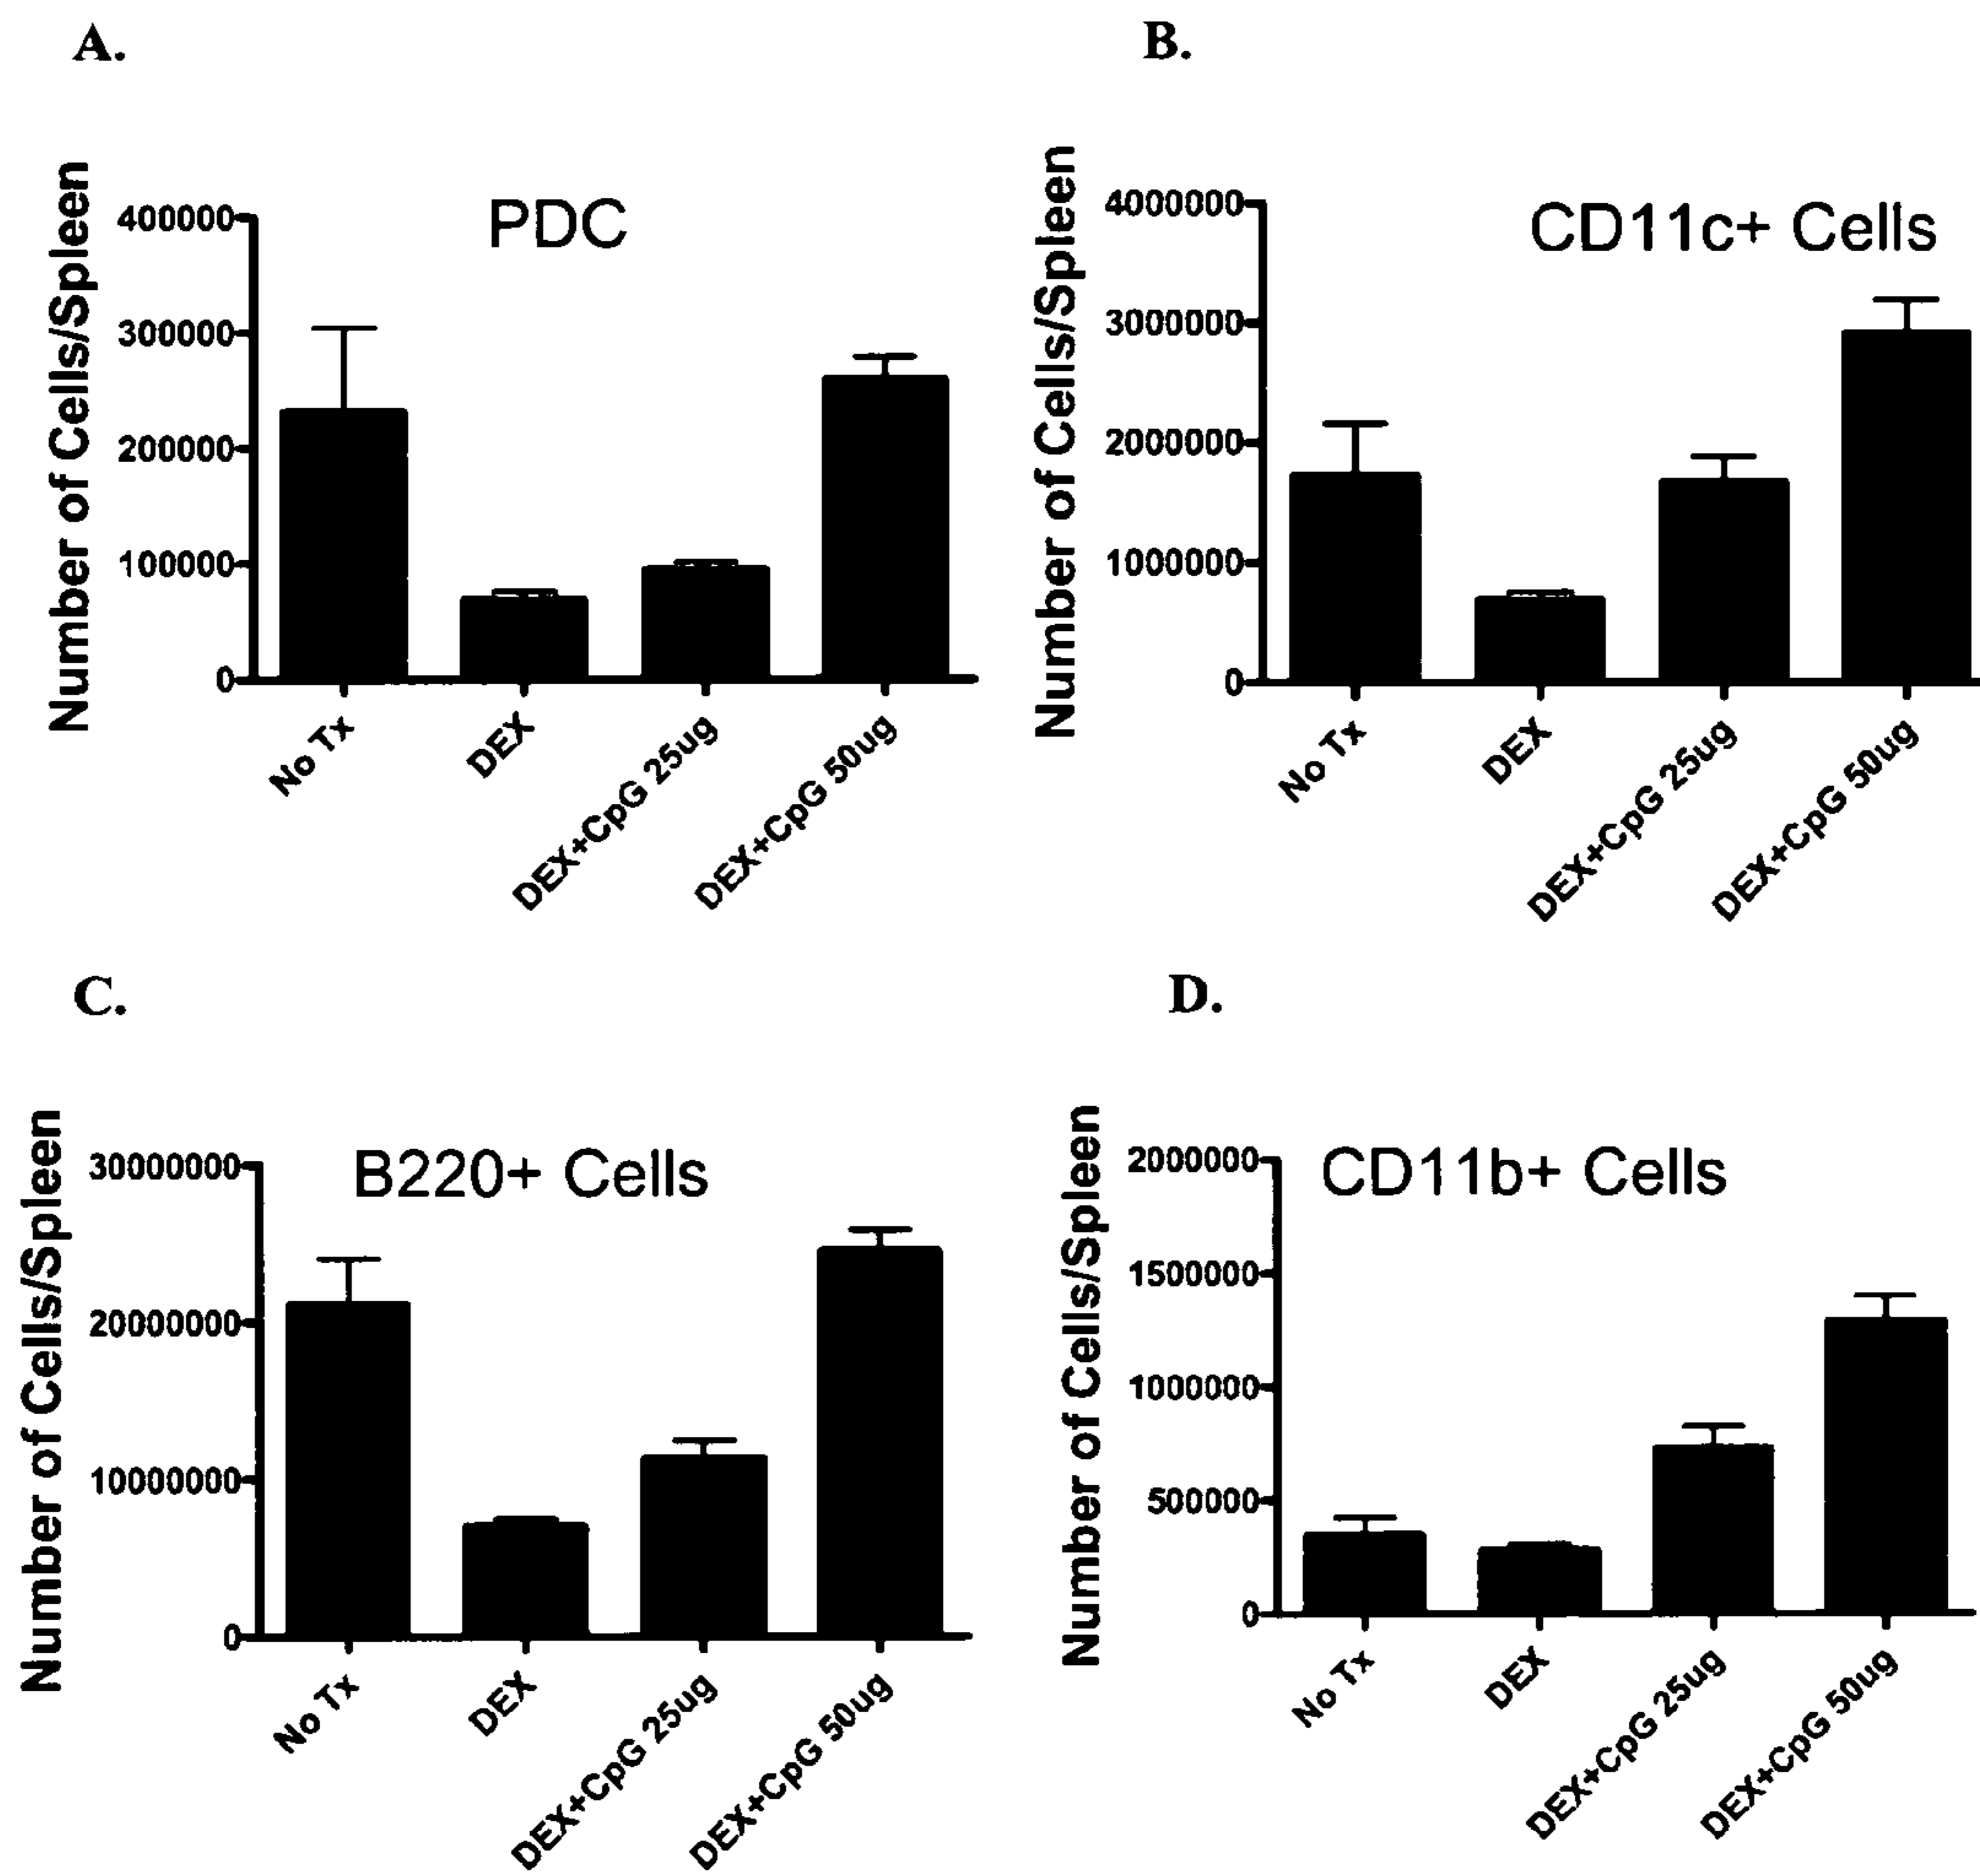 A.
Number of Cells/Spleen
PDC
400000
300000
200000
100000
0
No Tx
DEX
DEX+CpG 25ug
DEX+CpG 50ug
B.
Number of Cells/Spleen
CD11c+ Cells
4000000
3000000
2000000
1000000
0
No Tx
DEX
DEX+CpG 25ug
DEX+CpG 50ug
C.
Number of Cells/Spleen
B220+ Cells
30000000
20000000
10000000
0
No Tx
DEX
DEX+CpG 25ug
DEX+CpG 50ug
D.
Number of Cells/Spleen
CD11b+ Cells
2000000
1500000
1000000
500000
0
No Tx
DEX
DEX+CpG 25ug
DEX+CpG 50ug